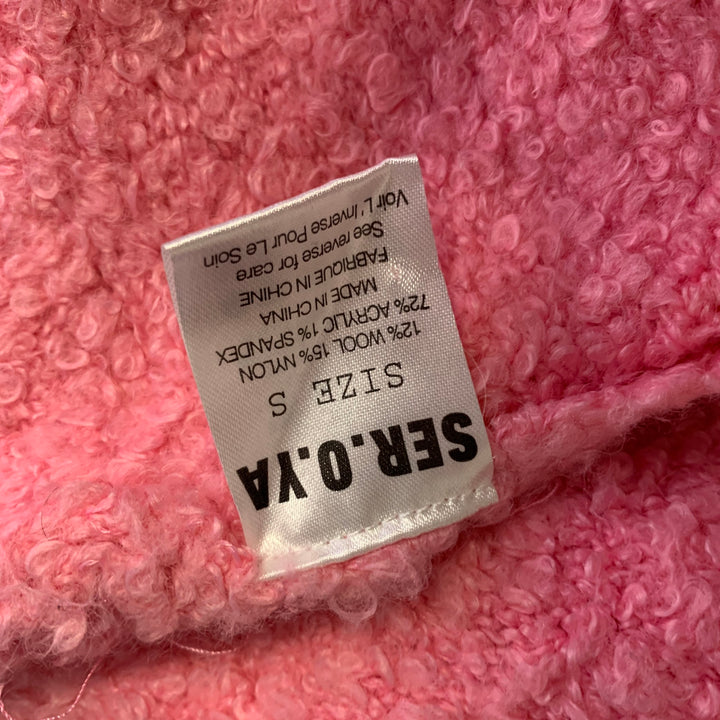 SER.O.YA
SIZE S
12% WOOL 15% NYLON
72% ACRYLIC 1% SPANDEX
MADE IN CHINA
FABRIQUE IN CHINE
See reverse for care
Voir L'Inverse Pour Le Soin